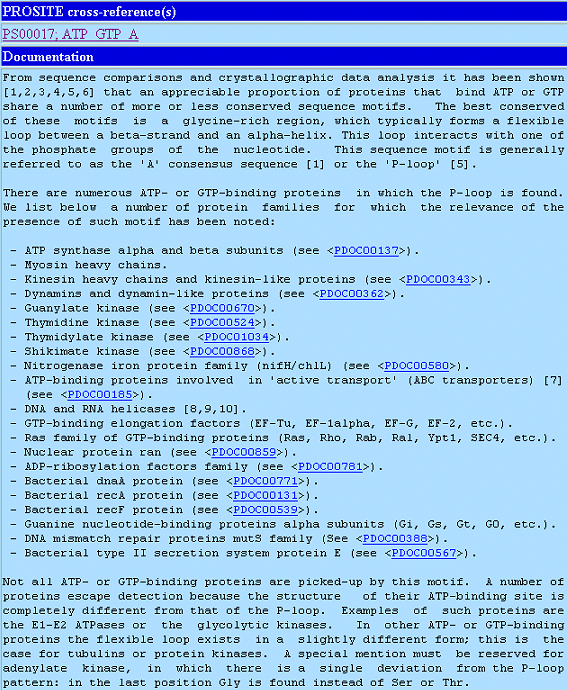 PROSITE cross-reference(s)
PS00017; ATP_GTP_A
Documentation
From sequence comparisons and crystallographic data analysis it has been shown
[1,2,3,4,5,6] that an appreciable proportion of proteins that bind ATP or GTP
share a number of more or less conserved sequence motifs. The best conserved
of these motifs is a glycine-rich region, which typically forms a flexible
loop between a beta-strand and an alpha-helix. This loop interacts with one of
the phosphate groups of the nucleotide. This sequence motif is generally
referred to as the 'A' consensus sequence [1] or the 'P-loop' [5].
There are numerous ATP- or GTP-binding proteins in which the P-loop is found.
We list below a number of protein families for which the relevance of the
presence of such motif has been noted:
- ATP synthase alpha and beta subunits (see <PDOC00137>).
- Myosin heavy chains.
- Kinesin heavy chains and kinesin-like proteins (see <PDOC00343>).
- Dynamins and dynamin-like proteins (see <PDOC00362>).
- Guanylate kinase (see <PDOC00670>).
- Thymidine kinase (see <PDOC00524>).
- Thymidylate kinase (see <PDOC01034>).
- Shikimate kinase (see <PDOC00868>).
- Nitrogenase iron protein family (nifH/chlL) (see <PDOC00580>).
- ATP-binding proteins involved in 'active transport' (ABC transporters) [7]
(see <PDOC00185>).
- DNA and RNA helicases [8,9,10].
- GTP-binding elongation factors (EF-Tu, EF-1alpha, EF-G, EF-2, etc.).
- Ras family of GTP-binding proteins (Ras, Rho, Rab, Ral, Ypt1, SEC4, etc.).
- Nuclear protein ran (see <PDOC00859>).
- ADP-ribosylation factors family (see <PDOC00781>).
- Bacterial dnaA protein (see <PDOC00771>).
- Bacterial recA protein (see <PDOC00131>).
- Bacterial recF protein (see <PDOC00539>).
- Guanine nucleotide-binding proteins alpha subunits (Gi, Gs, Gt, G0, etc.).
- DNA mismatch repair proteins mutS family (See <PDOC00388>).
- Bacterial type II secretion system protein E (see <PDOC00567>).
Not all ATP- or GTP-binding proteins are picked-up by this motif. A number of
proteins escape detection because the structure of their ATP-binding site is
completely different from that of the P-loop. Examples of such proteins are
the E1-E2 ATPases or the glycolytic kinases. In other ATP- or GTP-binding
proteins the flexible loop exists in a slightly different form; this is the
case for tubulins or protein kinases. A special mention must be reserved for
adenylate kinase, in which there is a single deviation from the P-loop
pattern: in the last position Gly is found instead of Ser or Thr.